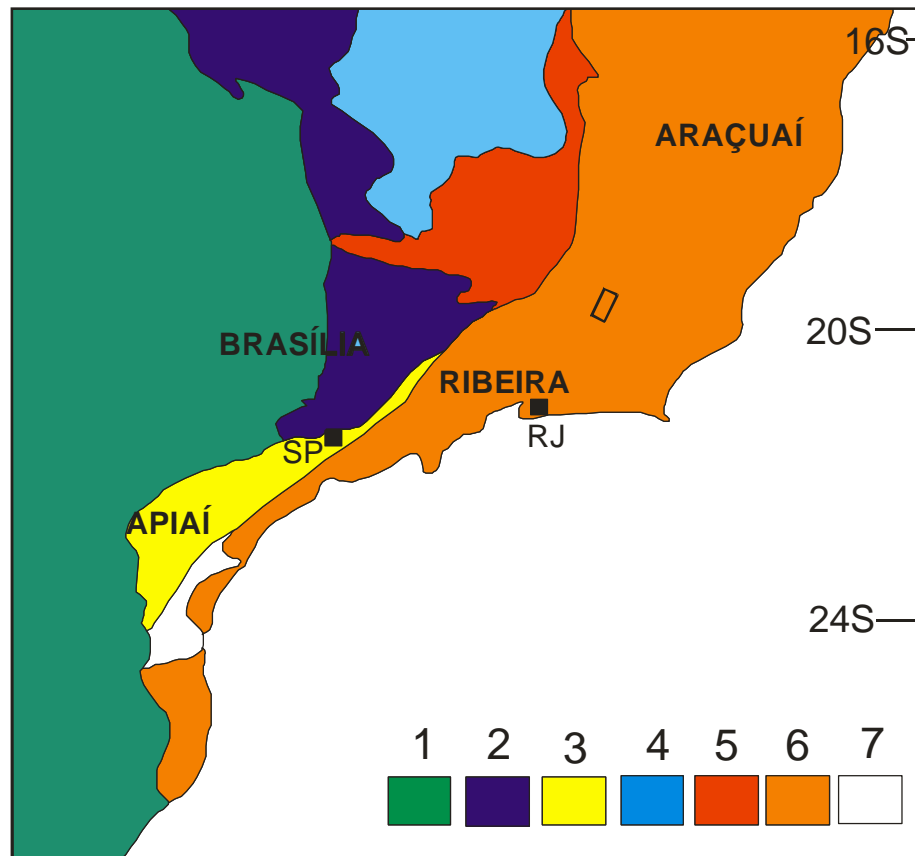 16S
ARAÇUAÍ
20S
BRASÍLIA
RIBEIRA
RJ
SP
APIAÍ
24S
1 2 3 4 5 6 7